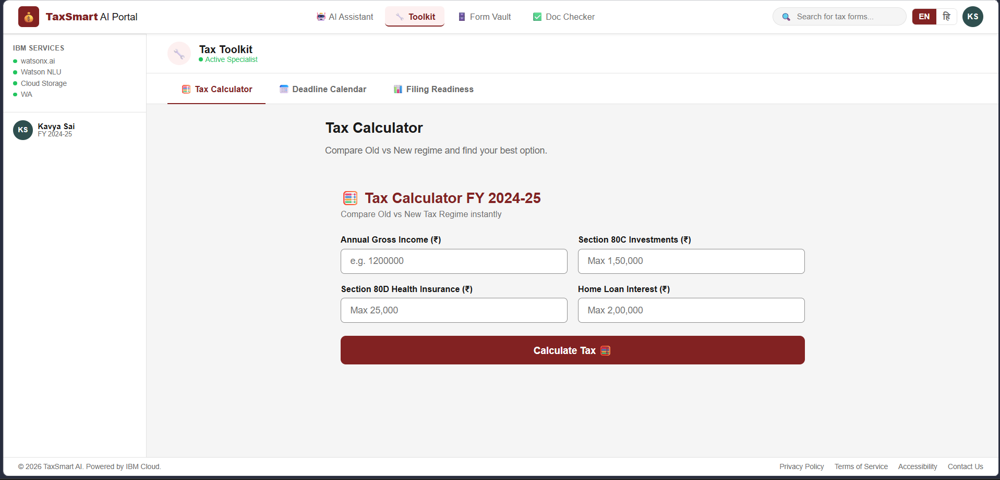 TaxSmart AI Portal
AI Assistant
Toolkit
Form Vault
Doc Checker
Search for tax forms...
EN
हि
KS
IBM SERVICES
watsonx.ai
Watson NLU
Cloud Storage
WA
KS
Kavya Sai
FY 2024-25
Tax Toolkit
Active Specialist
Tax Calculator
Deadline Calendar
Filing Readiness
Tax Calculator
Compare Old vs New regime and find your best option.
Tax Calculator FY 2024-25
Compare Old vs New Tax Regime instantly
Annual Gross Income (₹)
Section 80C Investments (₹)
e.g. 1200000
Max 1,50,000
Section 80D Health Insurance (₹)
Home Loan Interest (₹)
Max 25,000
Max 2,00,000
Calculate Tax
© 2026 TaxSmart AI. Powered by IBM Cloud.
Privacy Policy
Terms of Service
Accessibility
Contact Us